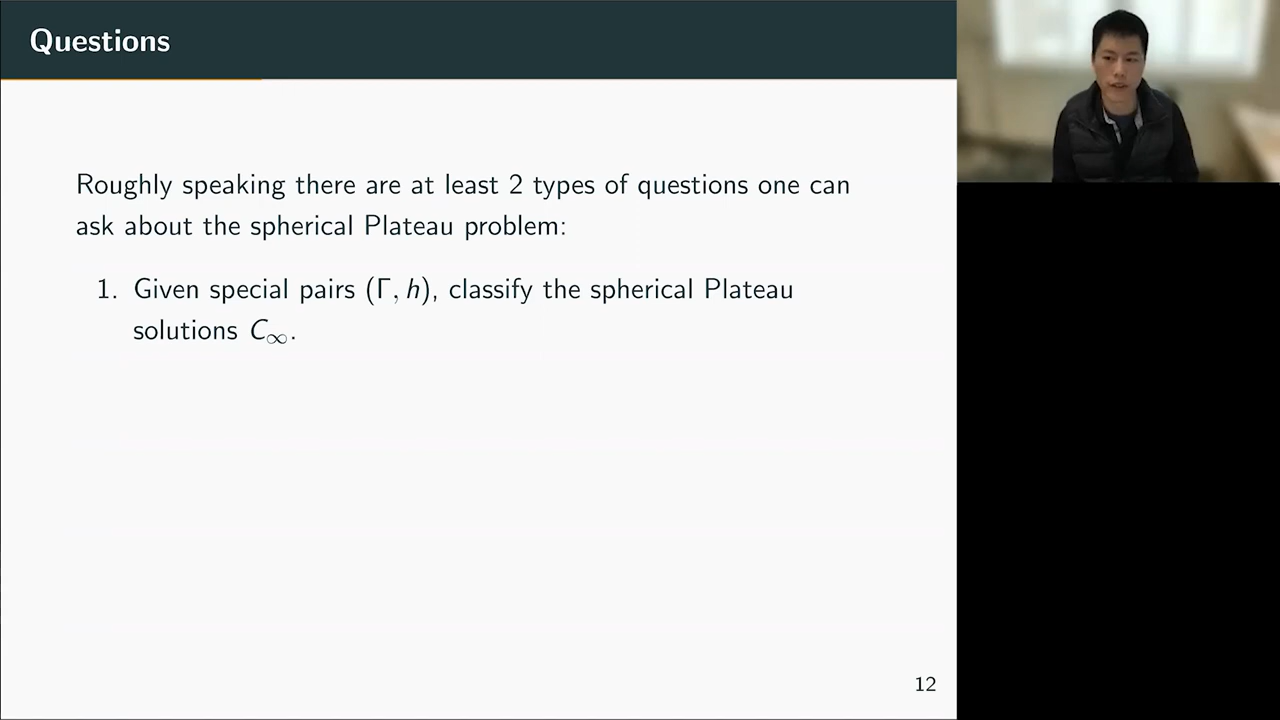 Questions
Roughly speaking there are at least 2 types of questions one can
ask about the spherical Plateau problem:
1. Given special pairs (Γ, h), classify the spherical Plateau
solutions C∞.
12